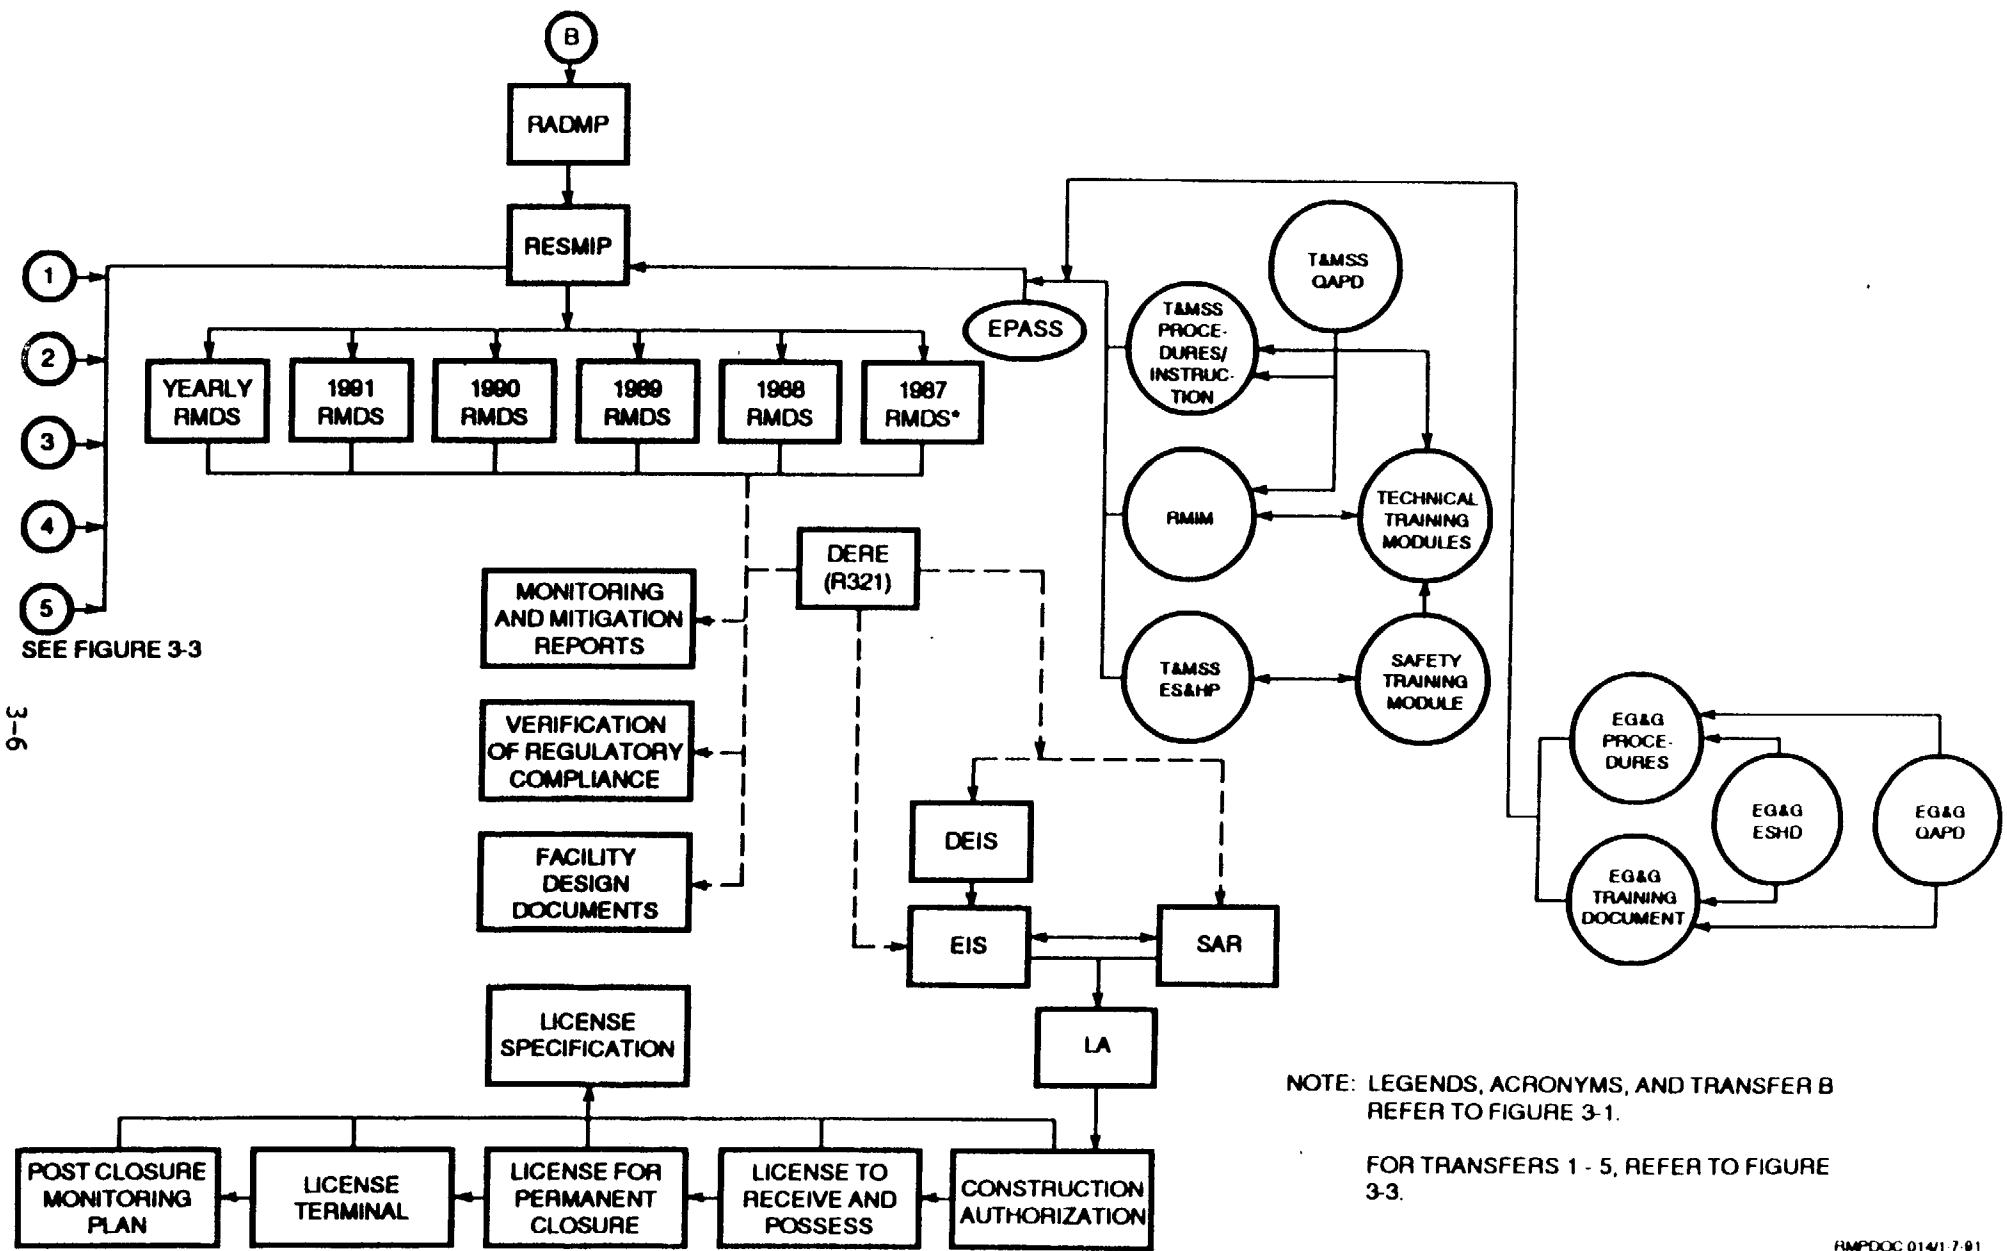 B
RADMP
RESMIP
1
2
3
4
5
SEE FIGURE 3-3
YEARLY
RMDS
1991
RMDS
1990
RMDS
1989
RMDS
1988
RMDS
1987
RMDS*
EPASS
T&MSS
QAPD
T&MSS
PROCE-
DURES/
INSTRUC-
TION
RMIM
TECHNICAL
TRAINING
MODULES
T&MSS
ES&HP
SAFETY
TRAINING
MODULE
EG&G
PROCE-
DURES
EG&G
ESHD
EG&G
QAPD
EG&G
TRAINING
DOCUMENT
DERE
(R321)
MONITORING
AND MITIGATION
REPORTS
VERIFICATION
OF REGULATORY
COMPLIANCE
FACILITY
DESIGN
DOCUMENTS
DEIS
EIS
SAR
LA
LICENSE
SPECIFICATION
POST CLOSURE
MONITORING
PLAN
LICENSE
TERMINAL
LICENSE FOR
PERMANENT
CLOSURE
LICENSE TO
RECEIVE AND
POSSESS
CONSTRUCTION
AUTHORIZATION
NOTE: LEGENDS, ACRONYMS, AND TRANSFER B
REFER TO FIGURE 3-1.
FOR TRANSFERS 1 - 5, REFER TO FIGURE
3-3.
RMPDOC 014/1-7-91
3-6